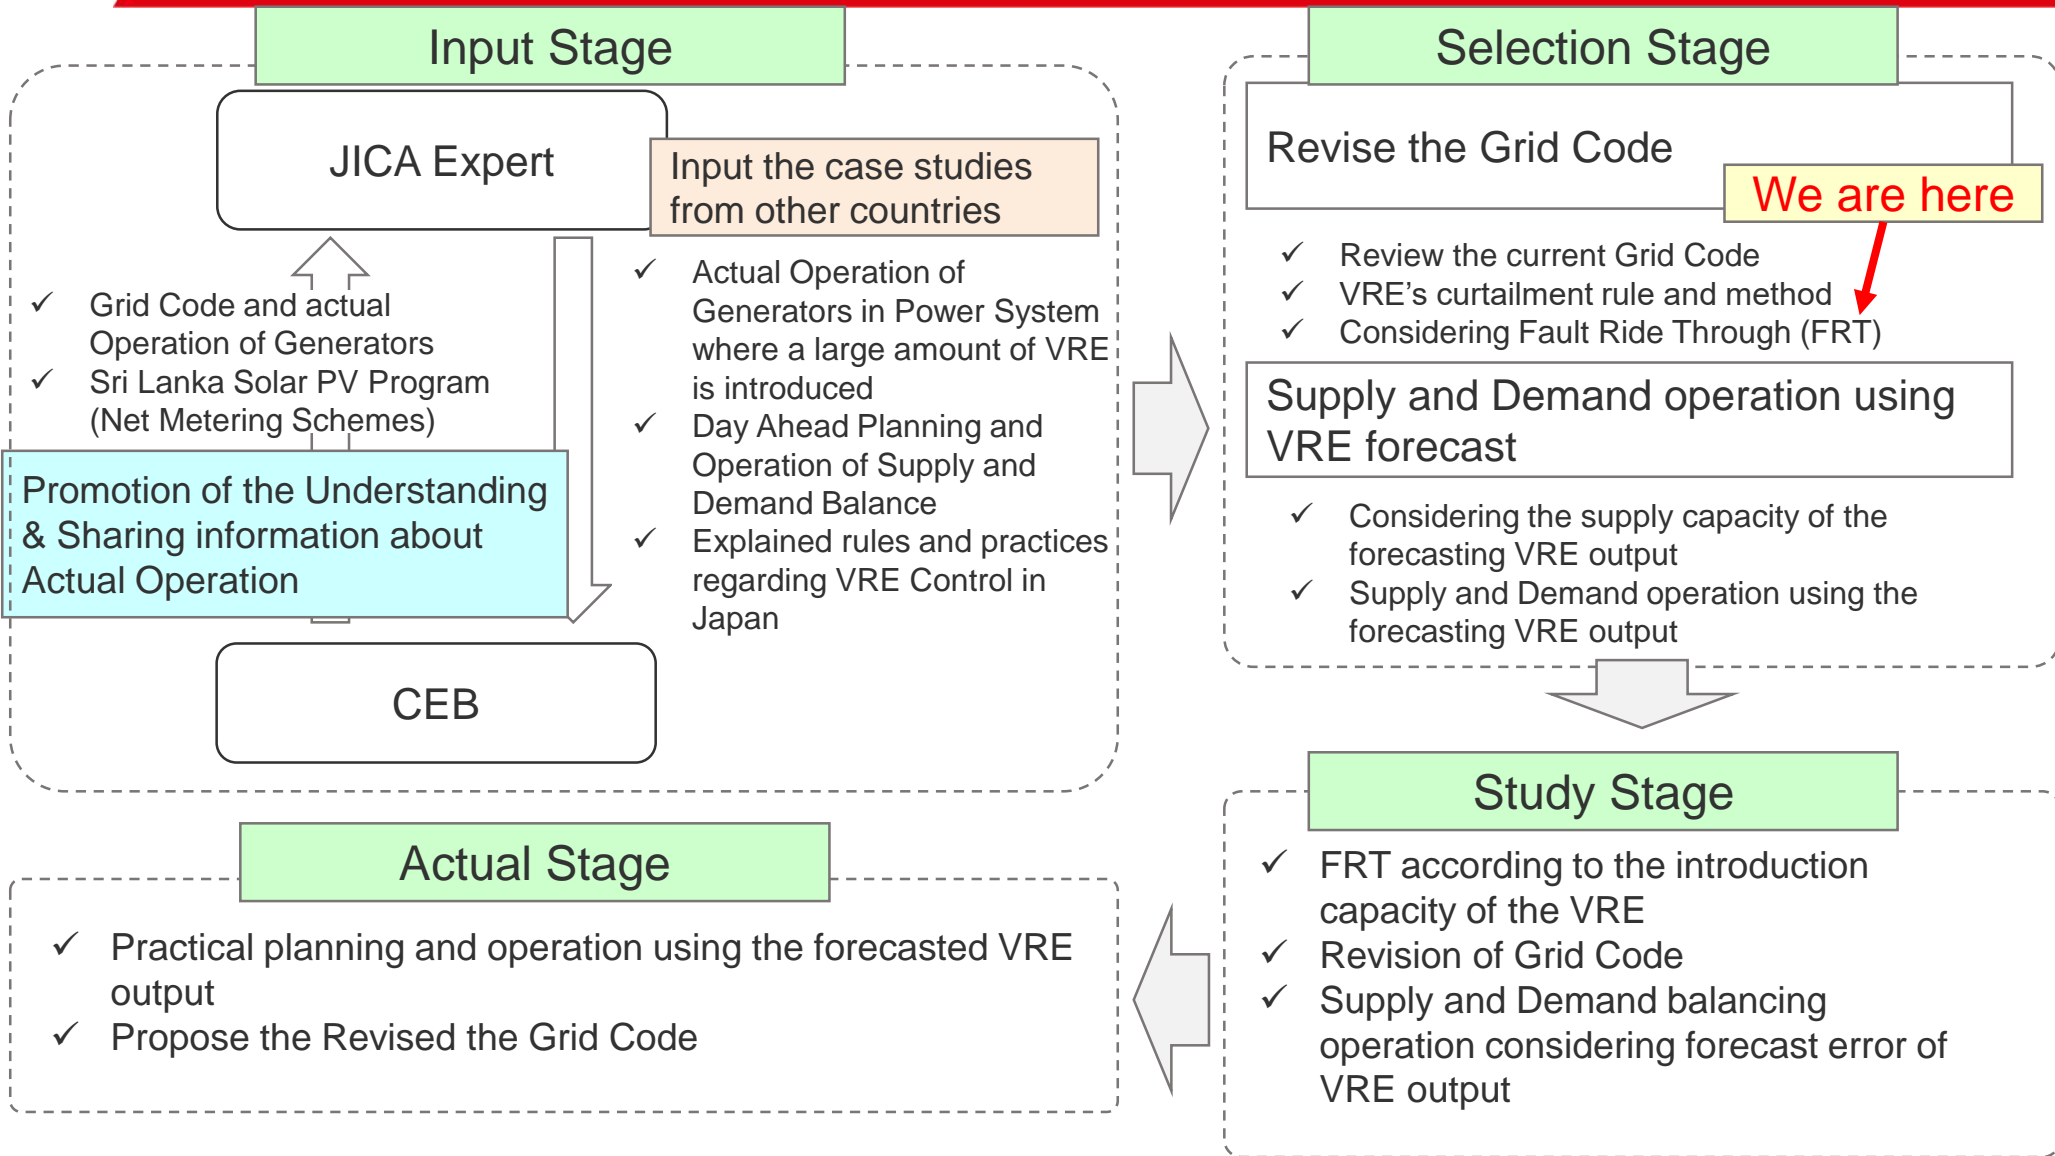 Input Stage
JICA Expert
Input the case studies
from other countries
✓ Grid Code and actual
Operation of Generators
✓ Sri Lanka Solar PV Program
(Net Metering Schemes)
Promotion of the Understanding
& Sharing information about
Actual Operation
CEB
✓ Actual Operation of
Generators in Power System
where a large amount of VRE
is introduced
✓ Day Ahead Planning and
Operation of Supply and
Demand Balance
✓ Explained rules and practices
regarding VRE Control in
Japan
Selection Stage
Revise the Grid Code
We are here
✓ Review the current Grid Code
✓ VRE’s curtailment rule and method
✓ Considering Fault Ride Through (FRT)
Supply and Demand operation using
VRE forecast
✓ Considering the supply capacity of the
forecasting VRE output
✓ Supply and Demand operation using the
forecasting VRE output
Study Stage
✓ FRT according to the introduction
capacity of the VRE
✓ Revision of Grid Code
✓ Supply and Demand balancing
operation considering forecast error of
VRE output
Actual Stage
✓ Practical planning and operation using the forecasted VRE
output
✓ Propose the Revised the Grid Code